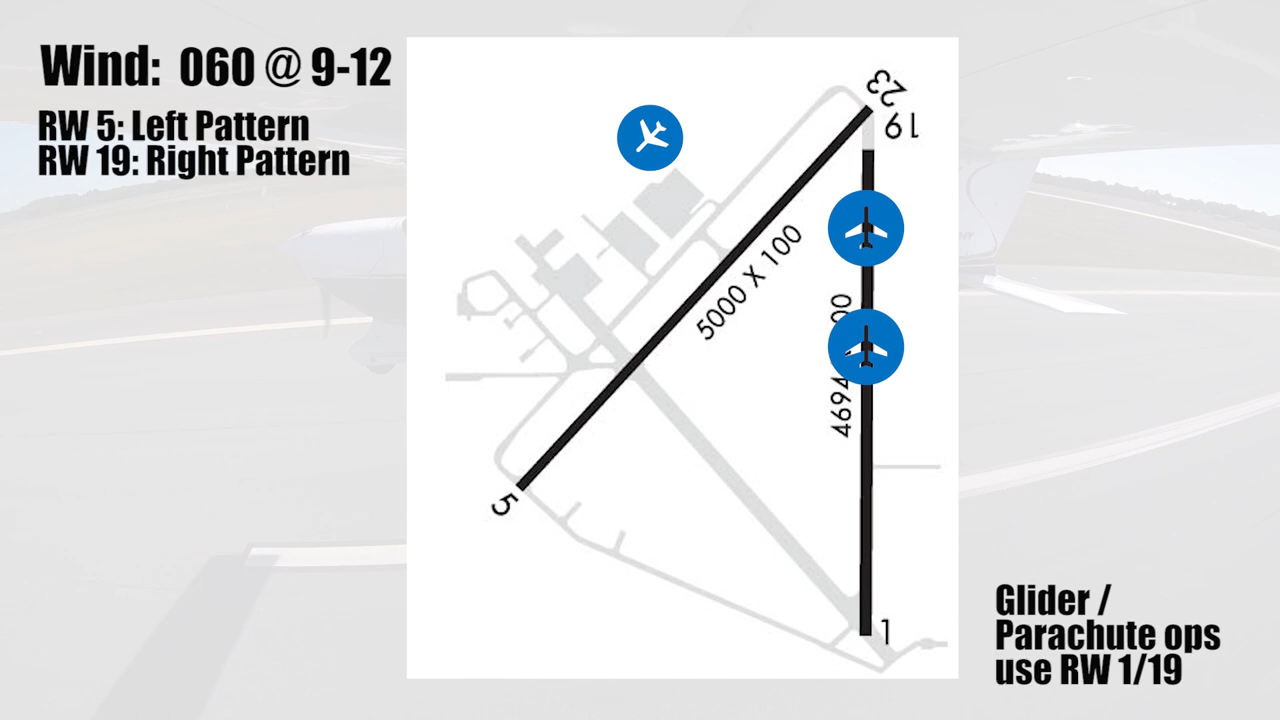 Wind: 060 @ 9-12
RW 5: Left Pattern
RW 19: Right Pattern
23
19
5000 X 100
5
1
Glider /
Parachute ops
use RW 1/19